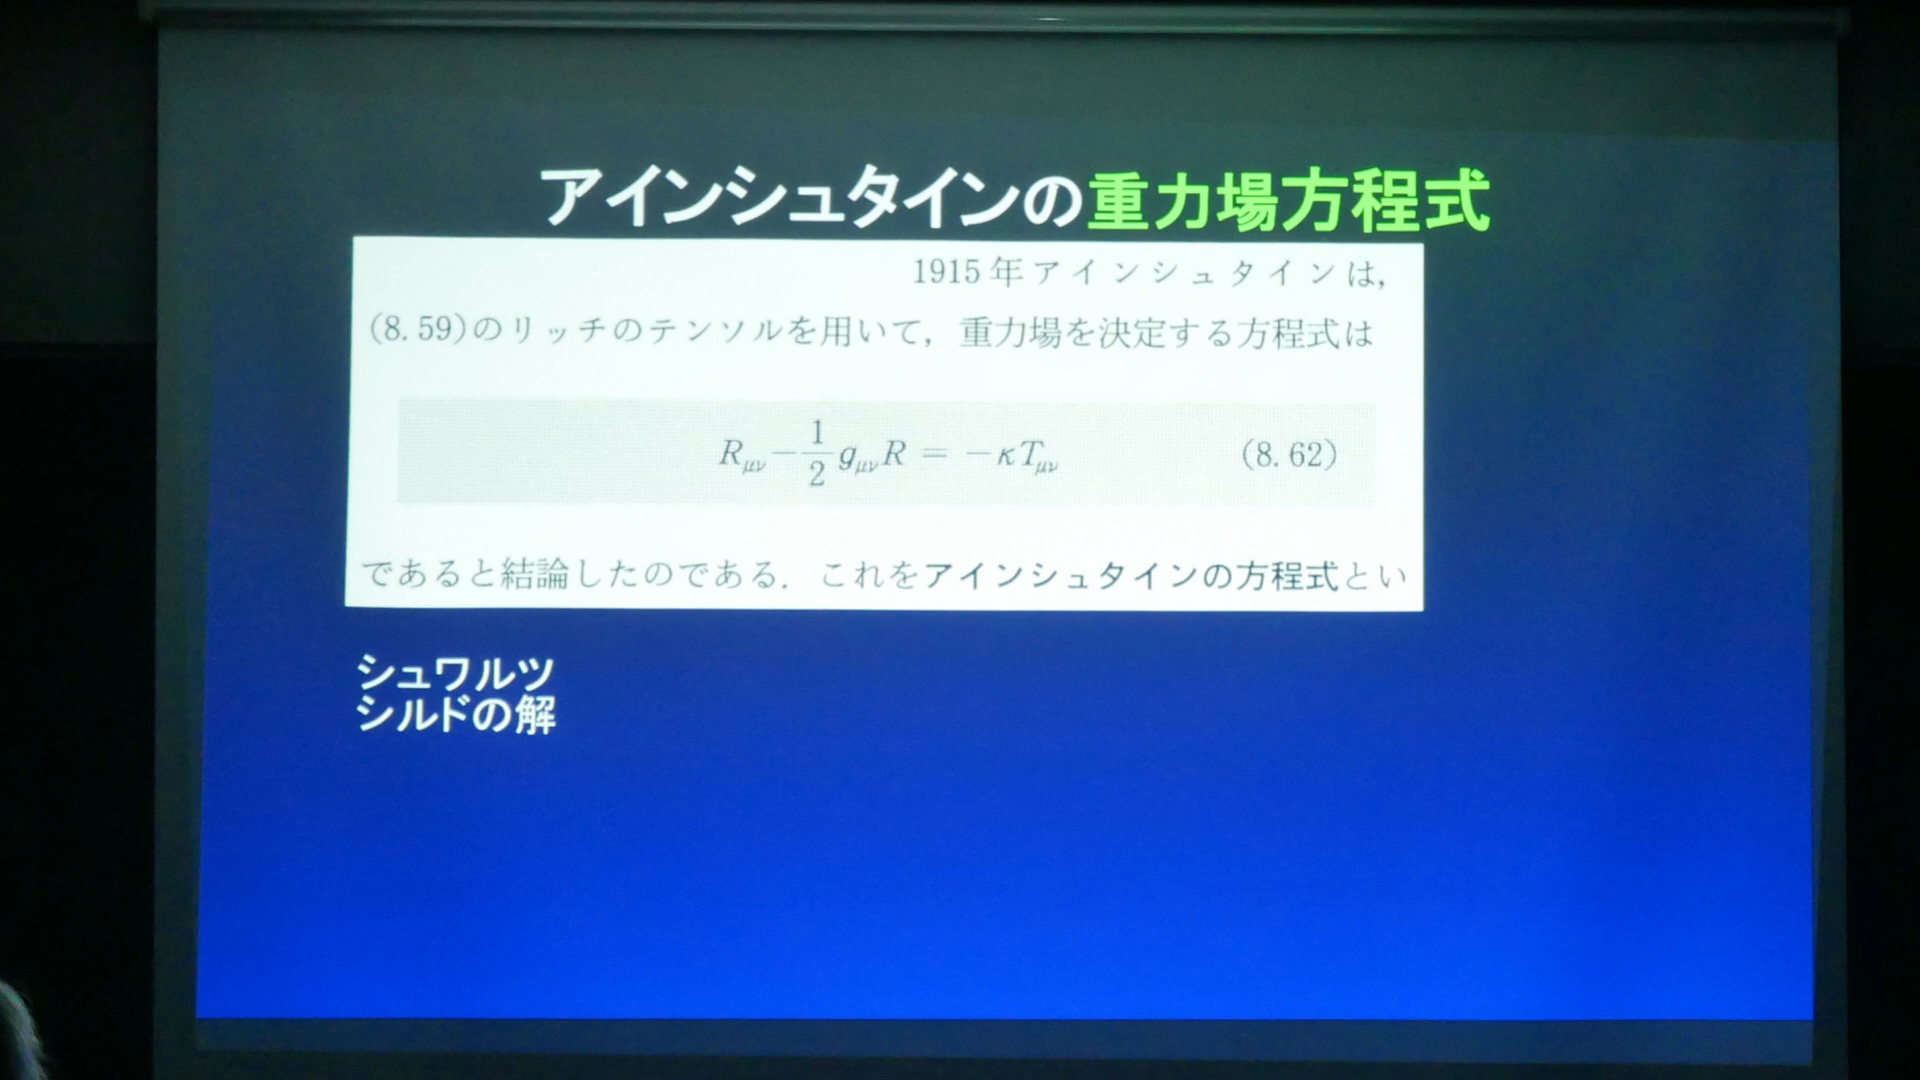 アインシュタインの重力場方程式
1915年アインシュタインは,
(8.59)のリッチのテンソルを用いて，重力場を決定する方程式は
Rμν − 1/2 gμν R = −κTμν (8.62)
であると結論したのである．これをアインシュタインの方程式とい
シュワルツ
シルドの解